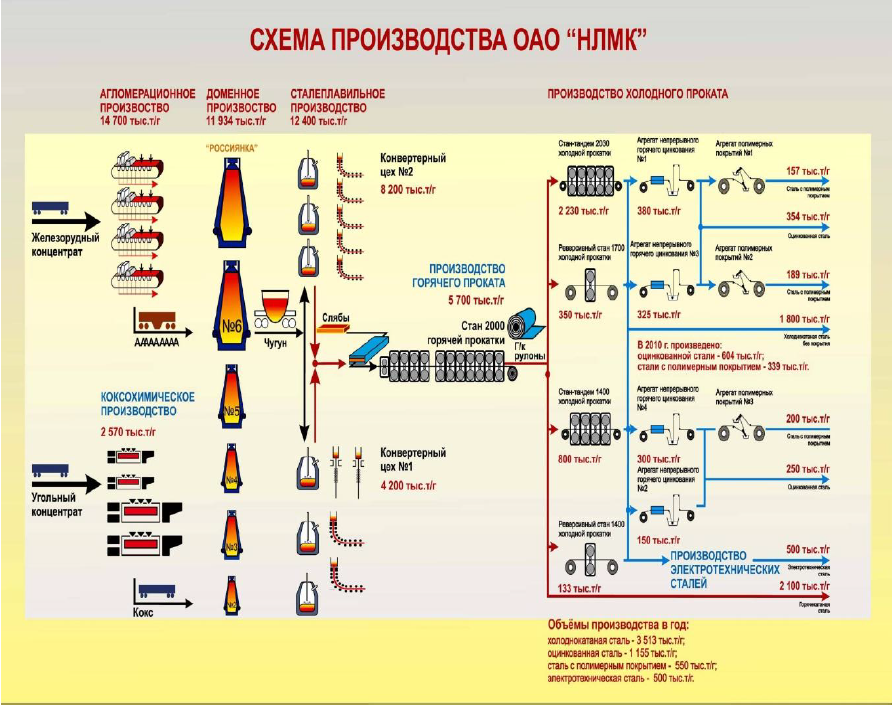 СХЕМА ПРОИЗВОДСТВА ОАО “НЛМК”
АГЛОМЕРАЦИОННОЕ
ПРОИЗВОСТВО
14 700 тыс.т/г
ДОМЕННОЕ
ПРОИЗВОСТВО
11 934 тыс.т/г
СТАЛЕПЛАВИЛЬНОЕ
ПРОИЗВОДСТВО
12 400 тыс.т/г
ПРОИЗВОДСТВО ХОЛОДНОГО ПРОКАТА
“РОССИЯНКА”
Железорудный
концентрат
№6
Чугун
КОКСОХИМИЧЕСКОЕ
ПРОИЗВОДСТВО
2 570 тыс.т/г
Угольный
концентрат
№5
№4
№3
№2
Кокс
Конвертерный
цех №2
8 200 тыс.т/г
ПРОИЗВОДСТВО
ГОРЯЧЕГО ПРОКАТА
5 700 тыс.т/г
Слябы
Стан 2000
горячей прокатки
Г/к
рулоны
Конвертерный
цех №1
4 200 тыс.т/г
Стан-тандем 2030
холодной прокатки
2 230 тыс.т/г
Агрегат непрерывного
горячего цинкования
№1
380 тыс.т/г
Агрегат полимерных
покрытий №1
157 тыс.т/г
Сталь с полимерным
покрытием
354 тыс.т/г
Оцинкованная сталь
Реверсивный стан 1700
холодной прокатки
350 тыс.т/г
Агрегат непрерывного
горячего цинкования №3
325 тыс.т/г
Агрегат полимерных
покрытий №2
189 тыс.т/г
Сталь с полимерным
покрытием
1 800 тыс.т/г
Холоднокатаная сталь
без покрытия
В 2010 г. произведено:
оцинкованной стали - 604 тыс.т/г;
стали с полимерным покрытием - 339 тыс.т/г.
Стан-тандем 1400
холодной прокатки
800 тыс.т/г
Агрегат непрерывного
горячего цинкования
№4
300 тыс.т/г
Агрегат полимерных
покрытий №3
200 тыс.т/г
Сталь с полимерным
покрытием
Агрегат непрерывного
горячего цинкования
№2
150 тыс.т/г
250 тыс.т/г
Оцинкованная сталь
Реверсивный стан 1400
холодной прокатки
133 тыс.т/г
ПРОИЗВОДСТВО
ЭЛЕКТРОТЕХНИЧЕСКИХ
СТАЛЕЙ
500 тыс.т/г
Электротехническая
сталь
2 100 тыс.т/г
Горячекатаная
сталь
Объёмы производства в год:
холоднокатаная сталь - 3 513 тыс.т/г;
оцинкованная сталь - 1 155 тыс.т/г;
сталь с полимерным покрытием - 550 тыс.т/г;
электротехническая сталь - 500 тыс.т/г.